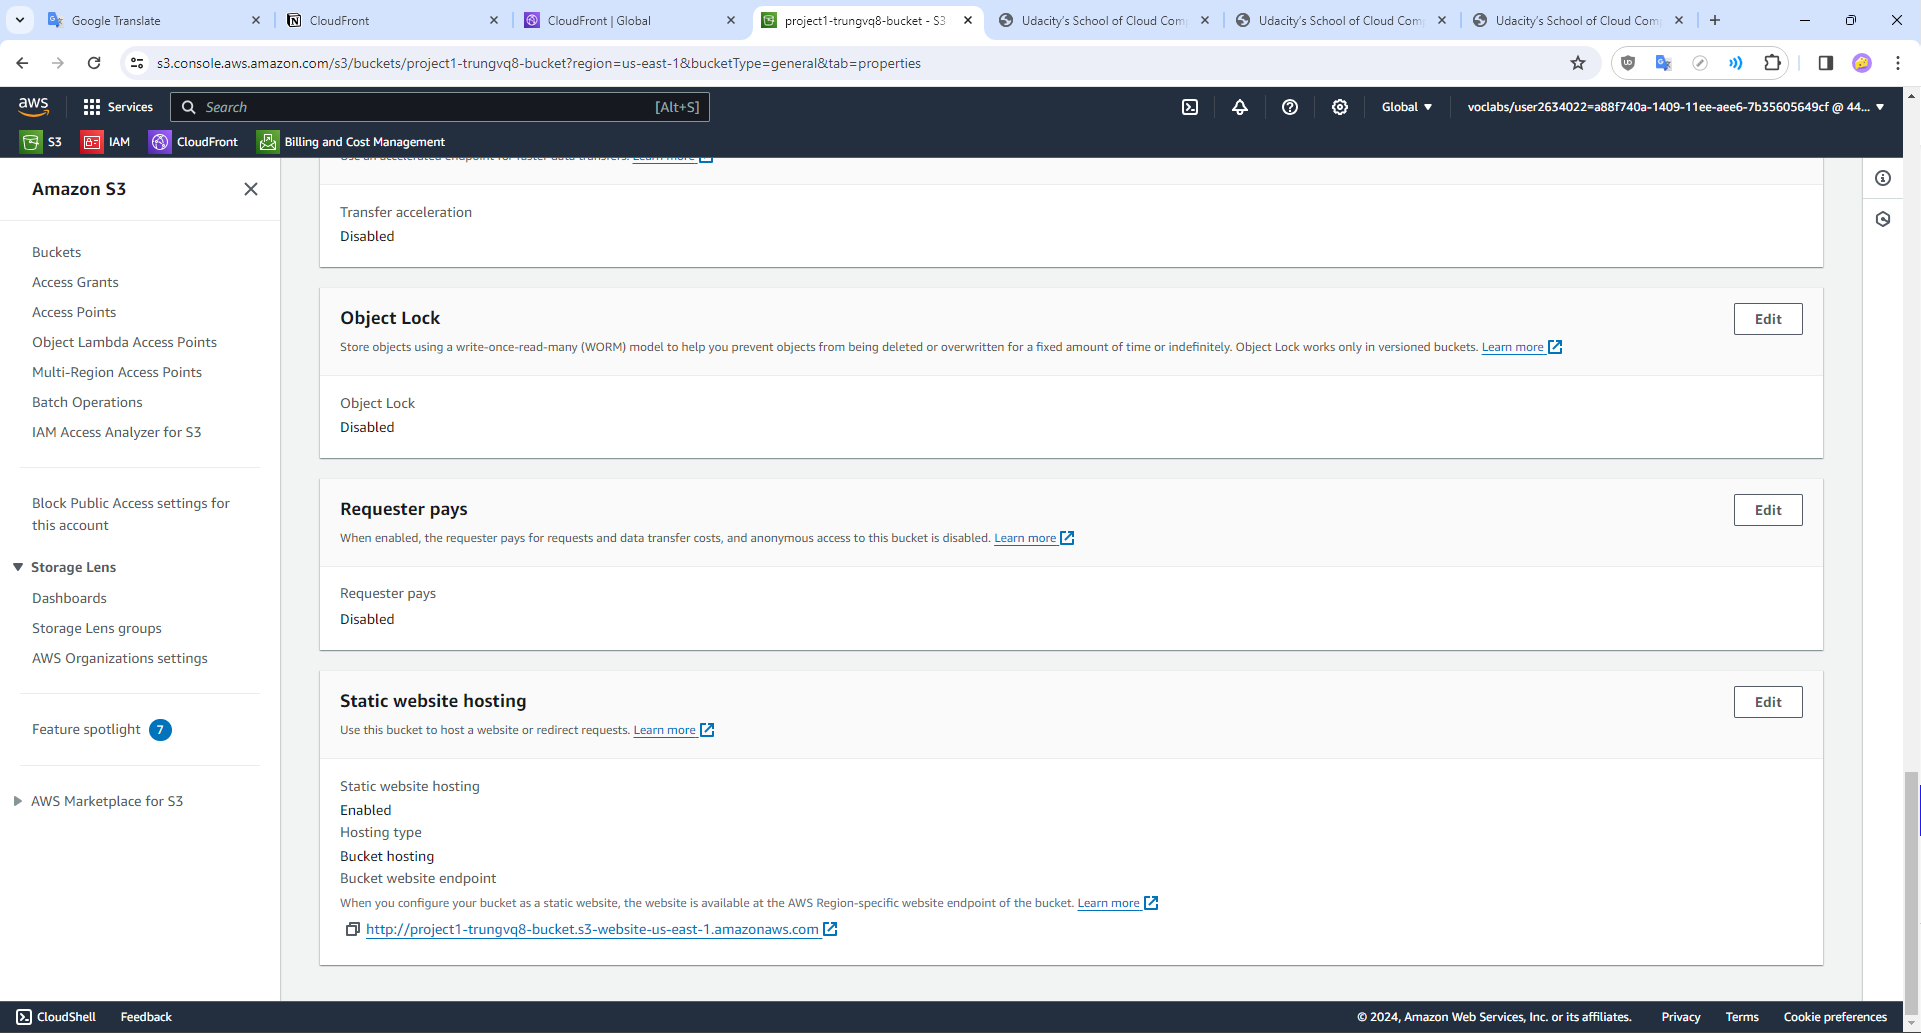 Google Translate
CloudFront
CloudFront | Global
project1-trungvq8-bucket - S3
Udacity's School of Cloud Com
Udacity's School of Cloud Com
Udacity's School of Cloud Com
s3.console.aws.amazon.com/s3/buckets/project1-trungvq8-bucket?region=us-east-1&bucketType=general&tab=properties
aws
Services
Search
[Alt+S]
Global
voclabs/user2634022=a88f740a-1409-11ee-aee6-7b35605649cf @ 44...
S3
IAM
CloudFront
Billing and Cost Management
Amazon S3
Buckets
Access Grants
Access Points
Object Lambda Access Points
Multi-Region Access Points
Batch Operations
IAM Access Analyzer for S3
Block Public Access settings for
this account
Storage Lens
Dashboards
Storage Lens groups
AWS Organizations settings
Feature spotlight 7
AWS Marketplace for S3
Use an accelerated endpoint for faster data transfers. Learn more
Transfer acceleration
Disabled
Object Lock
Edit
Store objects using a write-once-read-many (WORM) model to help you prevent objects from being deleted or overwritten for a fixed amount of time or indefinitely. Object Lock works only in versioned buckets. Learn more
Object Lock
Disabled
Requester pays
Edit
When enabled, the requester pays for requests and data transfer costs, and anonymous access to this bucket is disabled. Learn more
Requester pays
Disabled
Static website hosting
Edit
Use this bucket to host a website or redirect requests. Learn more
Static website hosting
Enabled
Hosting type
Bucket hosting
Bucket website endpoint
When you configure your bucket as a static website, the website is available at the AWS Region-specific website endpoint of the bucket. Learn more
http://project1-trungvq8-bucket.s3-website-us-east-1.amazonaws.com
CloudShell
Feedback
© 2024, Amazon Web Services, Inc. or its affiliates.
Privacy
Terms
Cookie preferences